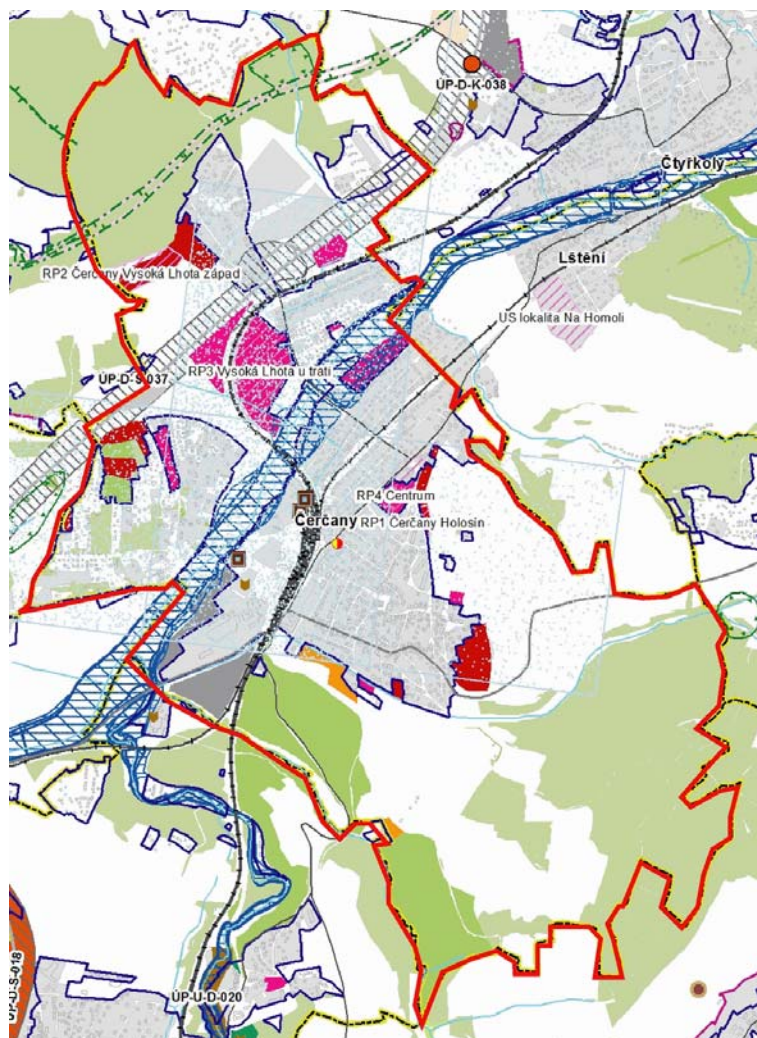 ÚP-D-K-038
Čtyřkoly
Lštění
RP2 Čerčany Vysoká Lhota západ
US lokalita Na Homoli
ÚP-D-S-037
RP3 Vysoká Lhota u trati
RP4 Centrum
Čerčany
RP1 Čerčany Holosín
ÚP-U-D-020
ÚP-D-S-018